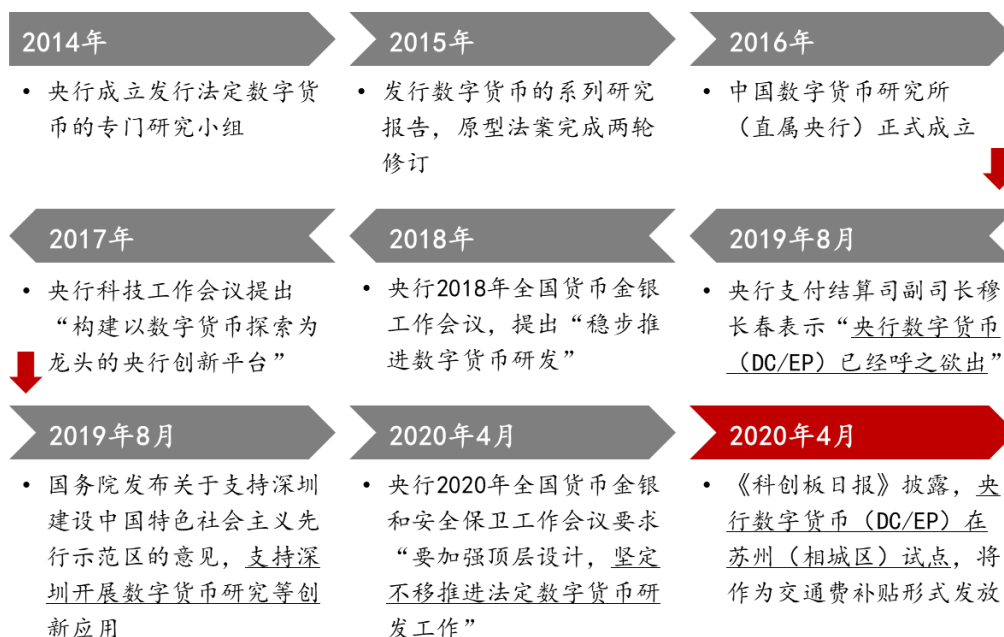 2014年
• 央行成立发行法定数字货
币的专门研究小组
2015年
• 发行数字货币的系列研究
报告，原型法案完成两轮
修订
2016年
• 中国数字货币研究所
（直属央行）正式成立
2017年
• 央行科技工作会议提出
“构建以数字货币探索为
龙头的央行创新平台”
2018年
• 央行2018年全国货币金银
工作会议，提出“稳步推
进数字货币研发”
2019年8月
• 央行支付结算司副司长穆
长春表示“央行数字货币
（DC/EP）已经呼之欲出”
2019年8月
• 国务院发布关于支持深圳
建设中国特色社会主义先
行示范区的意见，支持深
圳开展数字货币研究等创
新应用
2020年4月
• 央行2020年全国货币金银
和安全保卫工作会议要求
“要加强顶层设计，坚定
不移推进法定数字货币研
发工作”
2020年4月
• 《科创板日报》披露，央
行数字货币（DC/EP）在
苏州（相城区）试点，将
作为交通费补贴形式发放